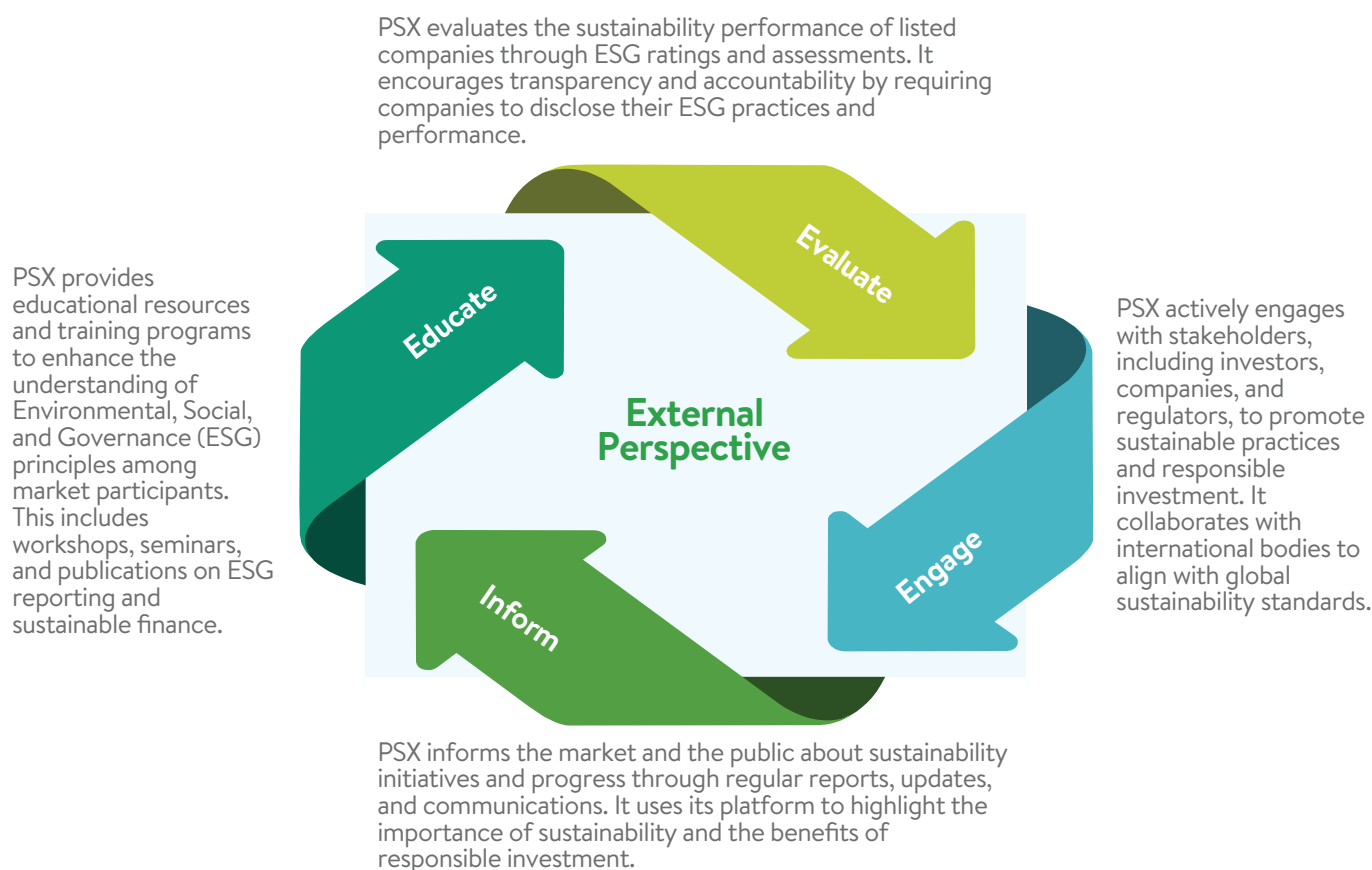 PSX evaluates the sustainability performance of listed
companies through ESG ratings and assessments. It
encourages transparency and accountability by requiring
companies to disclose their ESG practices and
performance.
Evaluate
Educate
PSX provides
educational resources
and training programs
to enhance the
understanding of
Environmental, Social,
and Governance (ESG)
principles among
market participants.
This includes
workshops, seminars,
and publications on ESG
reporting and
sustainable finance.
External
Perspective
PSX actively engages
with stakeholders,
including investors,
companies, and
regulators, to promote
sustainable practices
and responsible
investment. It
collaborates with
international bodies to
align with global
sustainability standards.
Engage
Inform
PSX informs the market and the public about sustainability
initiatives and progress through regular reports, updates,
and communications. It uses its platform to highlight the
importance of sustainability and the benefits of
responsible investment.